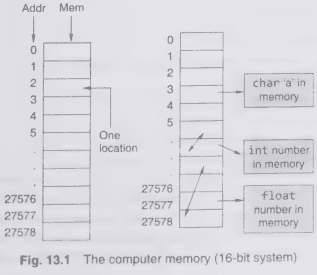 Addr Mem
0
1
2
3
4
5
.
.
.
27576
27577
27578
One
location
0
1
2
3
4
5
.
.
.
27576
27577
27578
char 'a' in
memory
int number
in memory
float
number in
memory
Fig. 13.1 The computer memory (16-bit system)